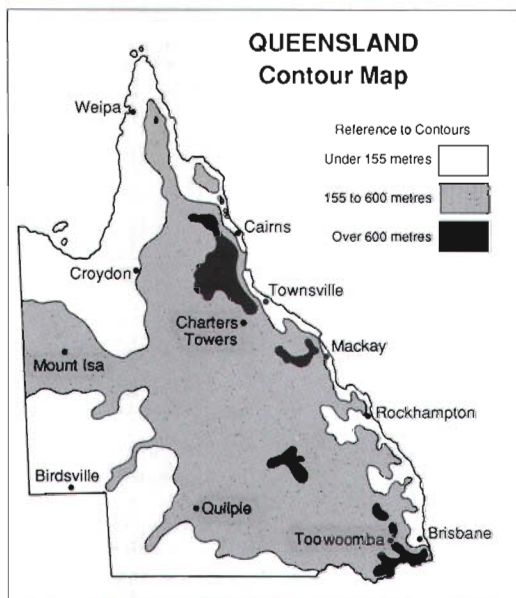 QUEENSLAND
Contour Map
Reference to Contours
Under 155 metres
155 to 600 metres
Over 600 metres
Weipa
Cairns
Croydon
Townsville
Charters
Towers
Mount Isa
Mackay
Rockhampton
Birdsville
Quilpie
Toowoomba
Brisbane